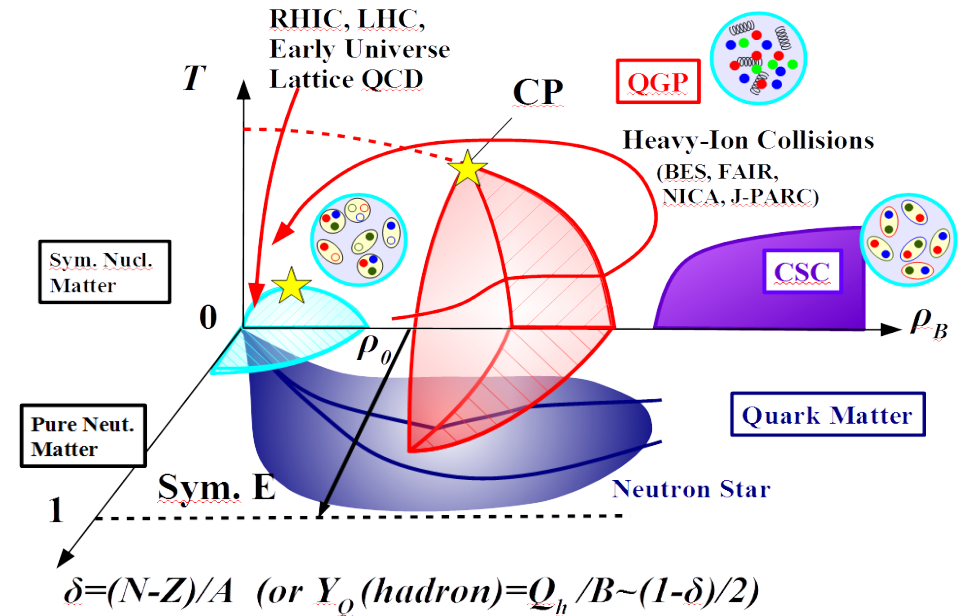 RHIC, LHC,
Early Universe
Lattice QCD
T
CP
QGP
Heavy-Ion Collisions
(BES, FAIR,
NICA, J-PARC)
Sym. Nucl.
Matter
CSC
0
ρ0
ρB
Pure Neut.
Matter
Quark Matter
Sym. E
Neutron Star
1
δ=(N-Z)/A (or YQ (hadron)=Qh /B~(1-δ)/2)